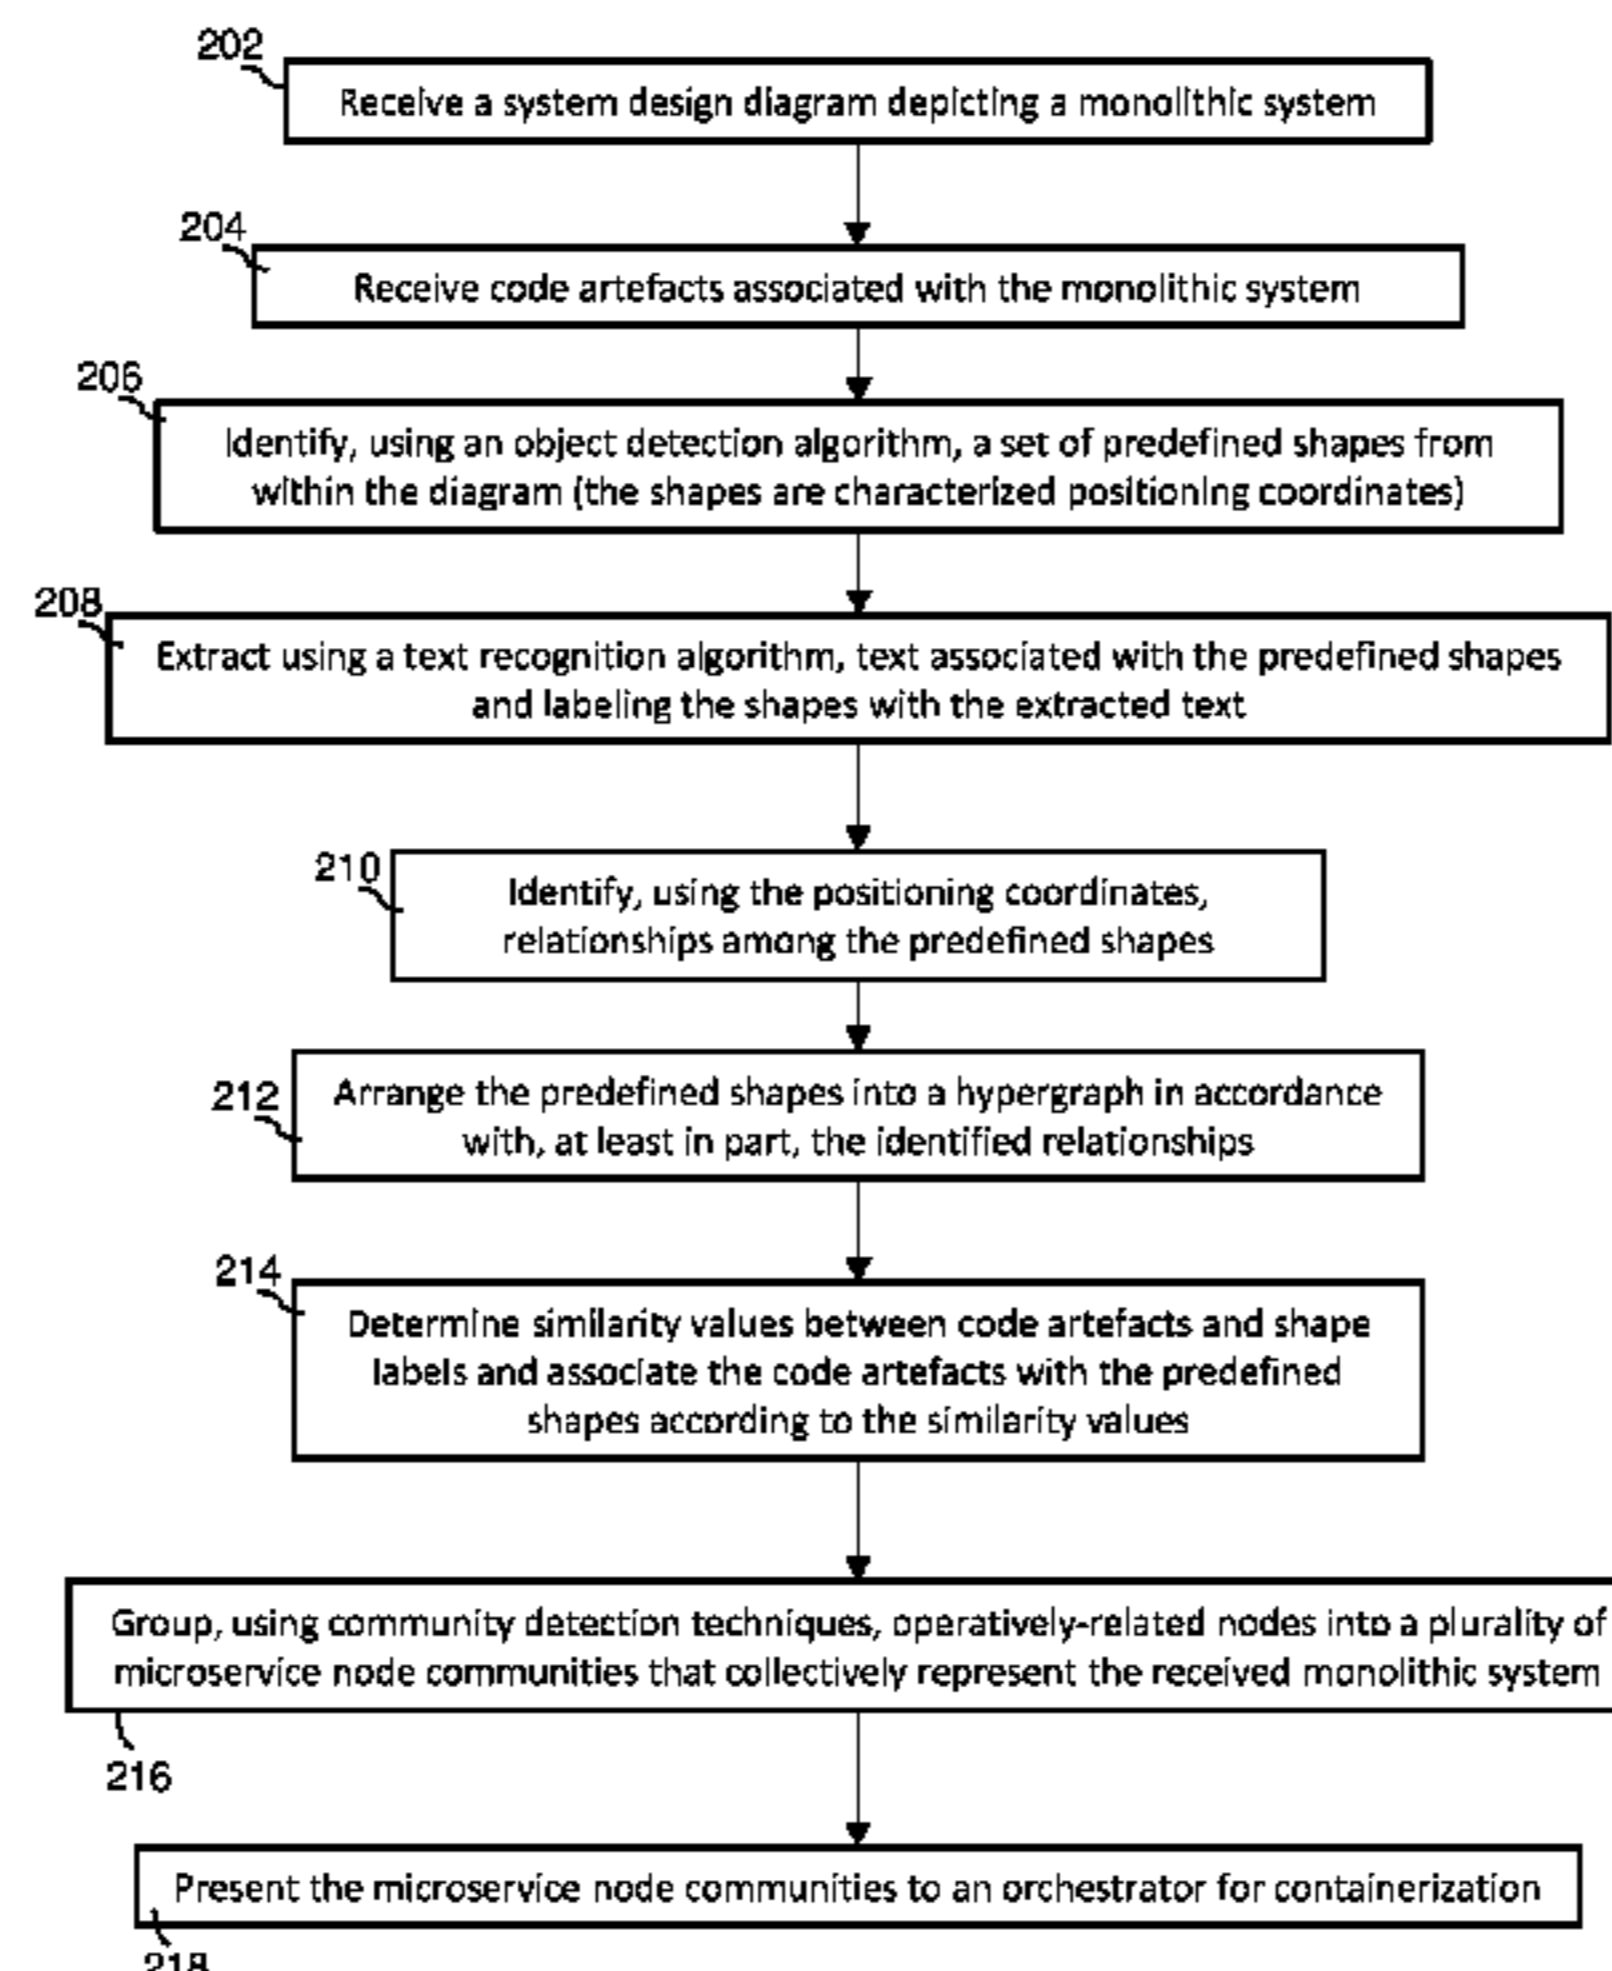 202
Receive a system design diagram depicting a monolithic system
204
Receive code artefacts associated with the monolithic system
206
Identify, using an object detection algorithm, a set of predefined shapes from
within the diagram (the shapes are characterized positioning coordinates)
208
Extract using a text recognition algorithm, text associated with the predefined shapes
and labeling the shapes with the extracted text
210
Identify, using the positioning coordinates,
relationships among the predefined shapes
212
Arrange the predefined shapes into a hypergraph in accordance
with, at least in part, the identified relationships
214
Determine similarity values between code artefacts and shape
labels and associate the code artefacts with the predefined
shapes according to the similarity values
Group, using community detection techniques, operatively-related nodes into a plurality of
microservice node communities that collectively represent the received monolithic system
216
Present the microservice node communities to an orchestrator for containerization
218